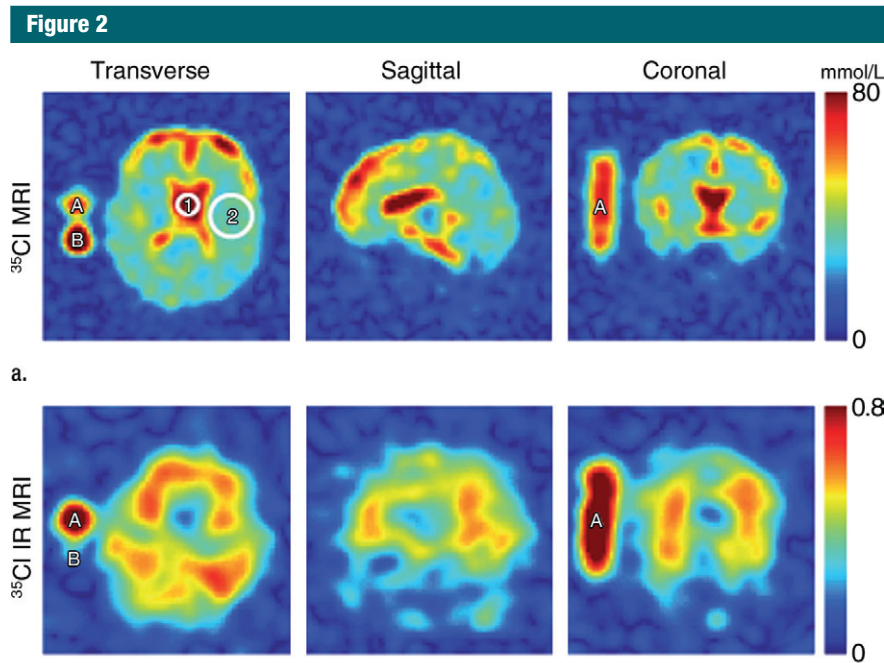 Figure 2
Transverse
Sagittal
Coronal
mmol/L
80
³⁵Cl MRI
A
B
1
2
A
0
a.
0.8
³⁵Cl IR MRI
A
B
A
0